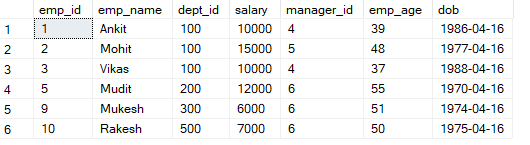 emp_id emp_name dept_id salary manager_id emp_age dob
1 1 Ankit 100 10000 4 39 1986-04-16
2 2 Mohit 100 15000 5 48 1977-04-16
3 3 Vikas 100 10000 4 37 1988-04-16
4 5 Mudit 200 12000 6 55 1970-04-16
5 9 Mukesh 300 6000 6 51 1974-04-16
6 10 Rakesh 500 7000 6 50 1975-04-16